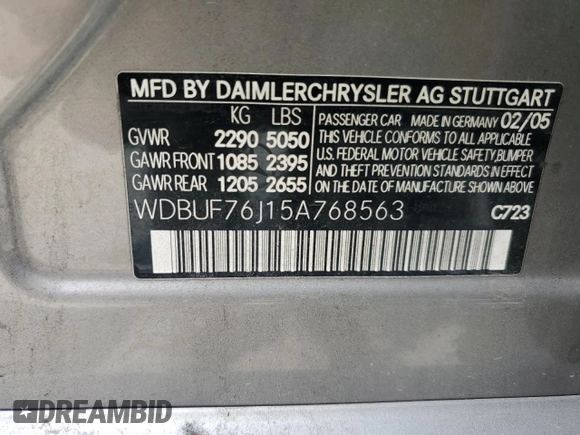 MFD BY DAIMLERCHRYSLER AG STUTTGART
KG LBS
GVWR 2290 5050
GAWR FRONT 1085 2395
GAWR REAR 1205 2655
PASSENGER CAR MADE IN GERMANY 02/05
THIS VEHICLE CONFORMS TO ALL APPLICABLE
U.S. FEDERAL MOTOR VEHICLE SAFETY, BUMPER
AND THEFT PREVENTION STANDARDS IN
EFFECT ON THE DATE OF MANUFACTURE
WDBUF76J15A768563
C723
DREAMBID